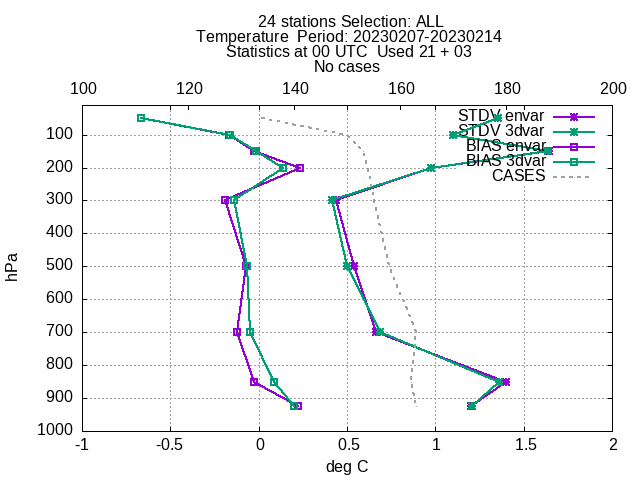 24 stations Selection: ALL
Temperature  Period: 20230207-20230214
Statistics at 00 UTC  Used 21 + 03
No cases
100 120 140 160 180 200
STDV envar
STDV 3dvar
BIAS envar
BIAS 3dvar
CASES
100
200
300
400
500
600
700
800
900
1000
hPa
-1 -0.5 0 0.5 1 1.5 2
deg C